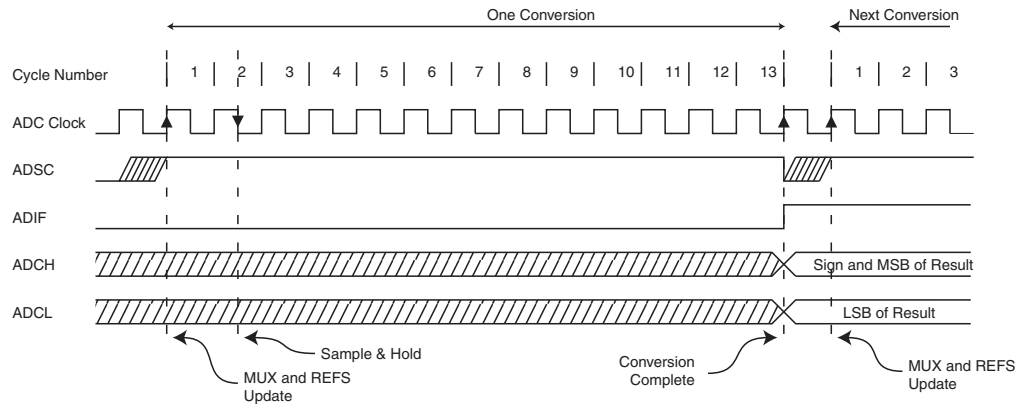 One Conversion
Next Conversion
Cycle Number
1 2 3 4 5 6 7 8 9 10 11 12 13 1 2 3
ADC Clock
ADSC
ADIF
ADCH
Sign and MSB of Result
ADCL
LSB of Result
Sample & Hold
MUX and REFS
Update
Conversion
Complete
MUX and REFS
Update